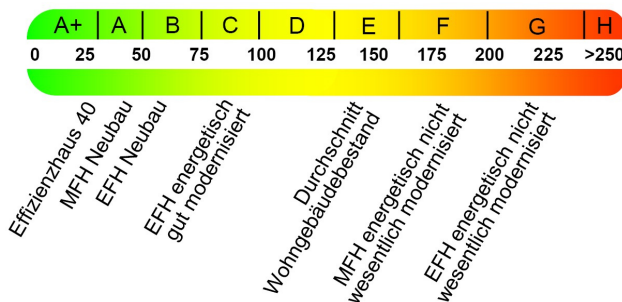 A+ A B C D E F G H
0 25 50 75 100 125 150 175 200 225 >250
Effizienzhaus 40
MFH Neubau
EFH Neubau
EFH energetisch
gut modernisiert
Durchschnitt
Wohngebäudebestand
MFH energetisch nicht
wesentlich modernisiert
EFH energetisch nicht
wesentlich modernisiert